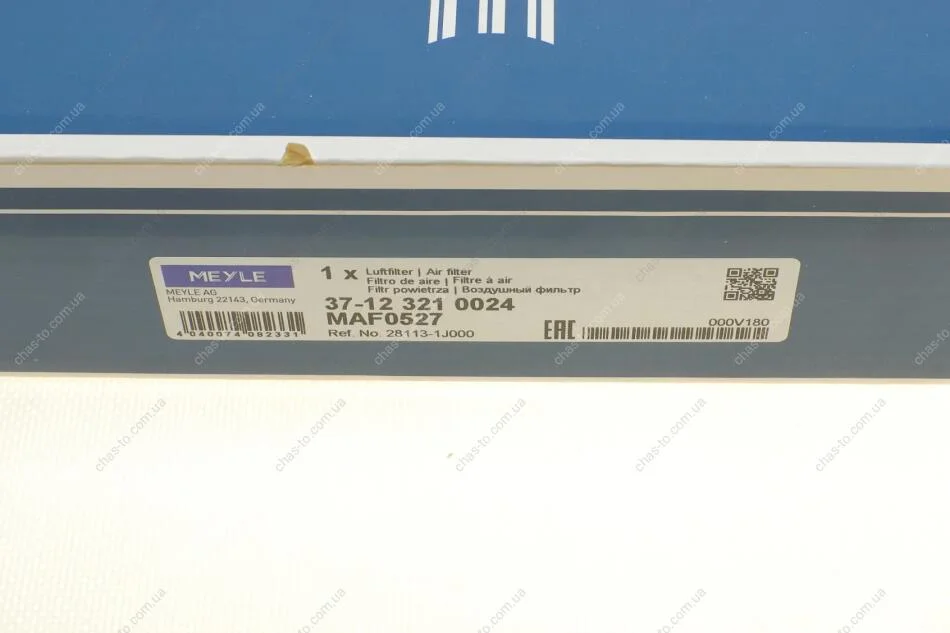 MEYLE
MEYLE AG
Hamburg 22143, Germany
4 040074 082331
1 x Luftfilter | Air filter
Filtro de aire | Filtre à air
Filtr powietrza | Воздушный фильтр
37-12 321 0024
MAF0527
Ref. No. 28113-1J000
EAC
000V180
chas-to.com.ua